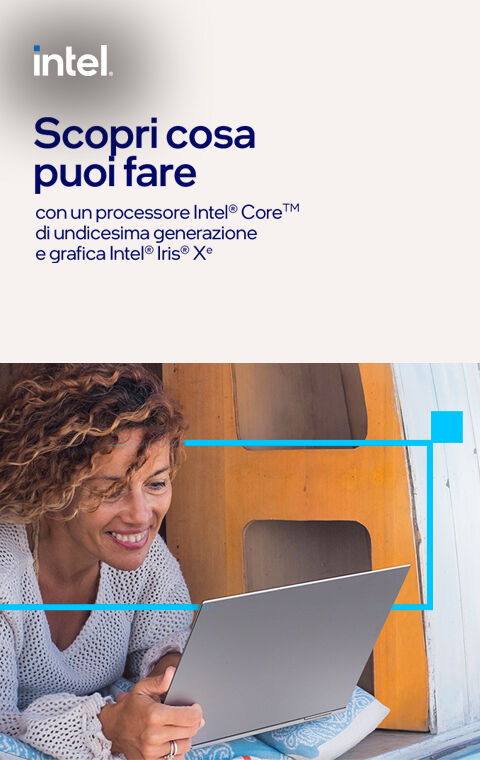 intel.
Scopri cosa
puoi fare
con un processore Intel® Core™
di undicesima generazione
e grafica Intel® Iris® Xᵉ